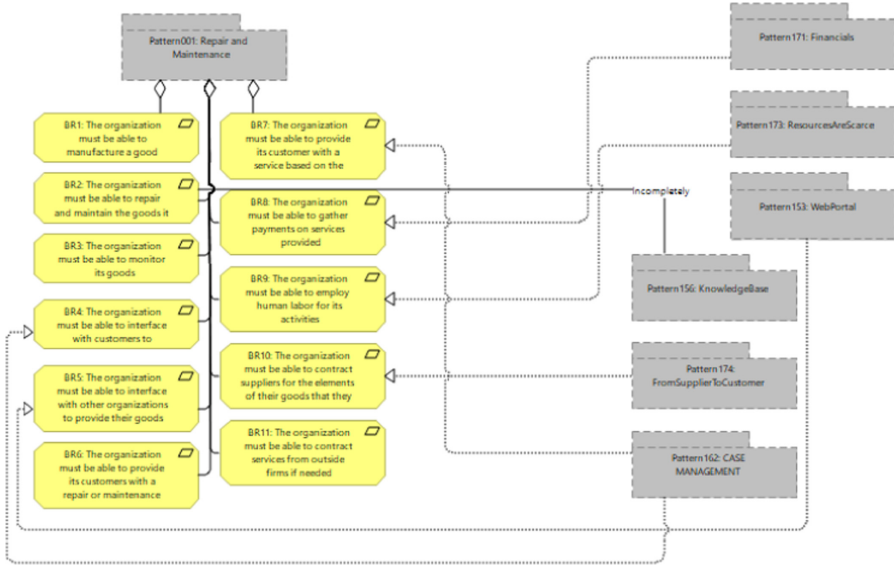 Pattern001: Repair and
Maintenance
BR1: The organization
must be able to
manufacture a good
BR2: The organization
must be able to repair
and maintain the goods it
BR3: The organization
must be able to monitor
its goods
BR4: The organization
must be able to interface
with customers to
BR5: The organization
must be able to interface
with other organizations
to provide their goods
BR6: The organization
must be able to provide
its customers with a
repair or maintenance
BR7: The organization
must be able to provide
its customer with a
service based on the
BR8: The organization
must be able to gather
payments on services
provided
BR9: The organization
must be able to employ
human labor for its
activities
BR10: The organization
must be able to contract
suppliers for the elements
of their goods that they
BR11: The organization
must be able to contract
services from outside
firms if needed
Pattern171: Financials
Pattern173: ResourcesAreScarce
Incompletely
Pattern153: WebPortal
Pattern156: KnowledgeBase
Pattern174:
FromSupplierToCustomer
Pattern162: CASE
MANAGEMENT